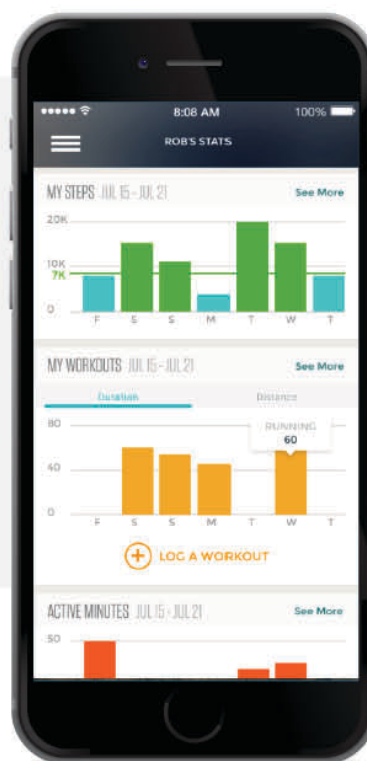 8:08 AM 100%
ROB'S STATS
MY STEPS JUL 15 - JUL 21 See More
20K
10K
7K
0
F S S M T W T
MY WORKOUTS JUL 15 - JUL 21 See More
Duration Distance
80
RUNNING
60
40
0
F S S M T W T
+ LOG A WORKOUT
ACTIVE MINUTES JUL 15 - JUL 21 See More
50